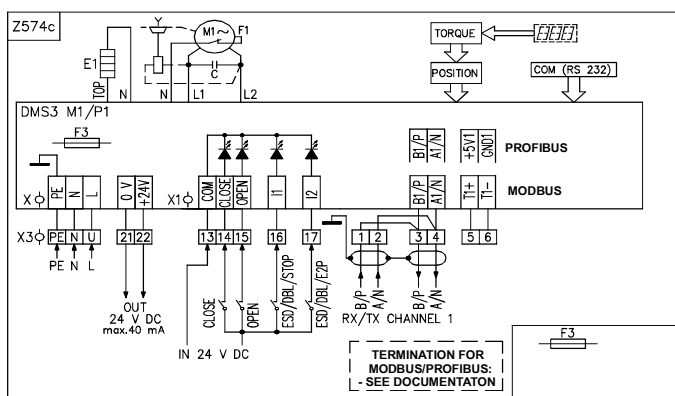 Z574c
Y
M1~
F1
E1
C
TORQUE
POSITION
COM (RS 232)
TOP
N
N
L1
L2
DMS3 M1/P1
F3
B1/P
A1/N
+5V1
GND1
PROFIBUS
X
PE
N
L
0 V
+24V
X1
COM
CLOSE
OPEN
I1
I2
B1/P
A1/N
T1+
T1-
MODBUS
X3
PE
N
U
21
22
13
14
15
16
17
1
2
3
4
5
6
PE N L
OUT
24 V DC
max.40 mA
CLOSE
OPEN
ESD/DBL/STOP
ESD/DBL/E2P
B/P
A/N
B/P
A/N
RX/TX CHANNEL 1
IN 24 V DC
TERMINATION FOR
MODBUS/PROFIBUS:
- SEE DOCUMENTATON
F3